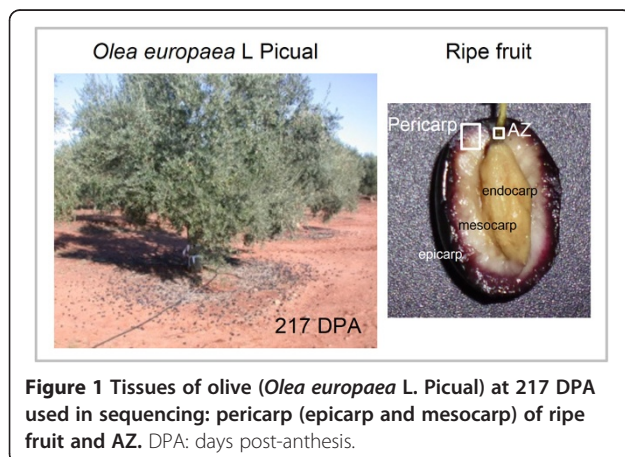 Olea europaea L Picual
Ripe fruit
217 DPA
Pericarp
AZ
endocarp
mesocarp
epicarp
Figure 1 Tissues of olive (Olea europaea L. Picual) at 217 DPA
used in sequencing: pericarp (epicarp and mesocarp) of ripe
fruit and AZ. DPA: days post-anthesis.